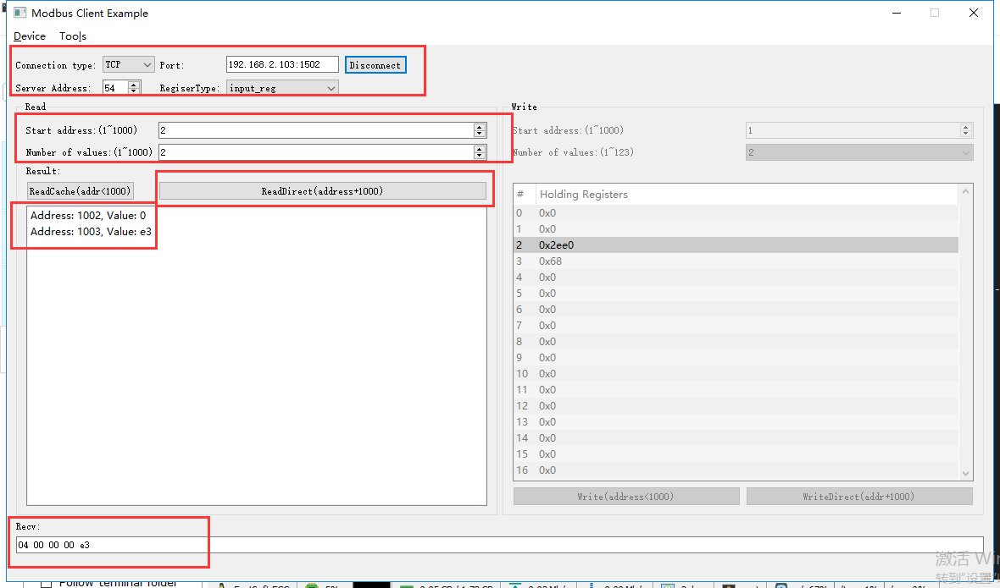 Modbus Client Example
Device Tools
Connection type: TCP Port: 192.168.2.103:1502 Disconnect
Server Address: 54 RegiserType: input_reg
Read
Start address:(1~1000) 2
Number of values:(1~1000) 2
Result:
ReadCache(addr<1000) ReadDirect(address+1000)
Address: 1002, Value: 0
Address: 1003, Value: e3
Write
Start address:(1~1000) 1
Number of values:(1~123) 2
# Holding Registers
0 0x0
1 0x0
2 0x2ee0
3 0x68
4 0x0
5 0x0
6 0x0
7 0x0
8 0x0
9 0x0
10 0x0
11 0x0
12 0x0
13 0x0
14 0x0
15 0x0
16 0x0
Write(address<1000) WriteDirect(addr+1000)
Recv:
04 00 00 00 e3
激活 Win
转到"设置"
Follow terminal folder